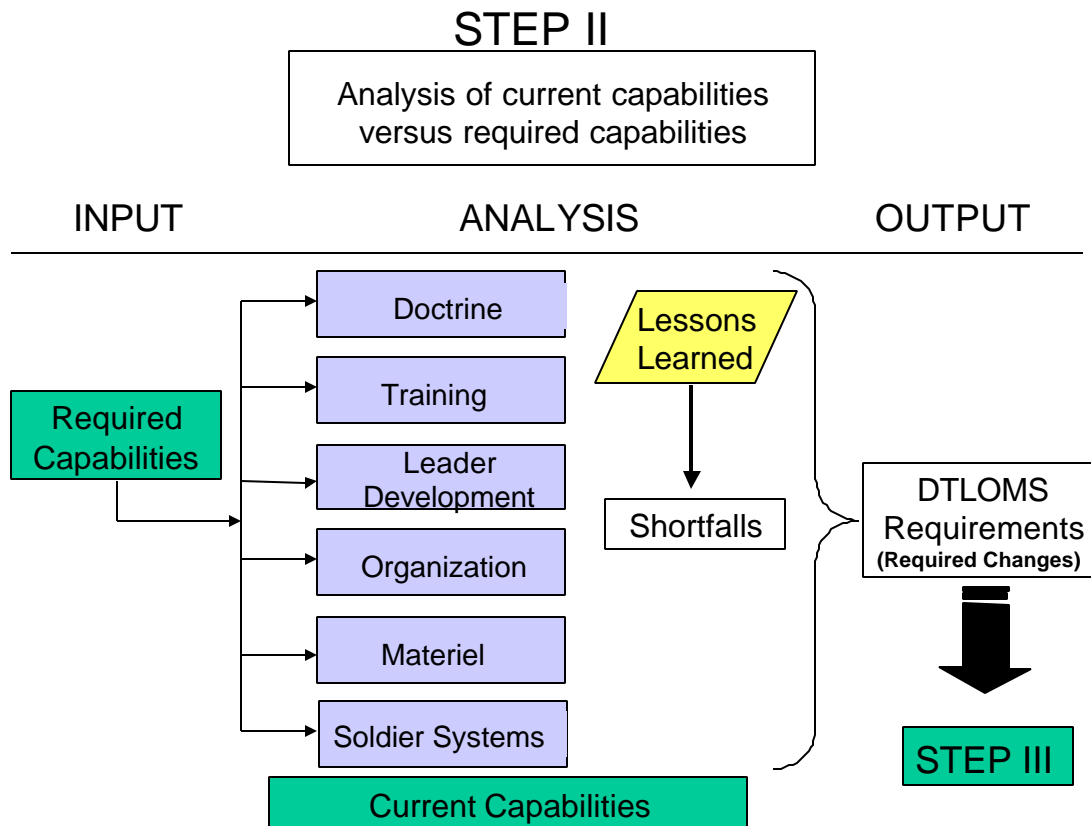 STEP II
Analysis of current capabilities
versus required capabilities
INPUT
ANALYSIS
OUTPUT
Required
Capabilities
Doctrine
Training
Leader
Development
Organization
Materiel
Soldier Systems
Current Capabilities
Lessons
Learned
Shortfalls
DTLOMS
Requirements
(Required Changes)
STEP III